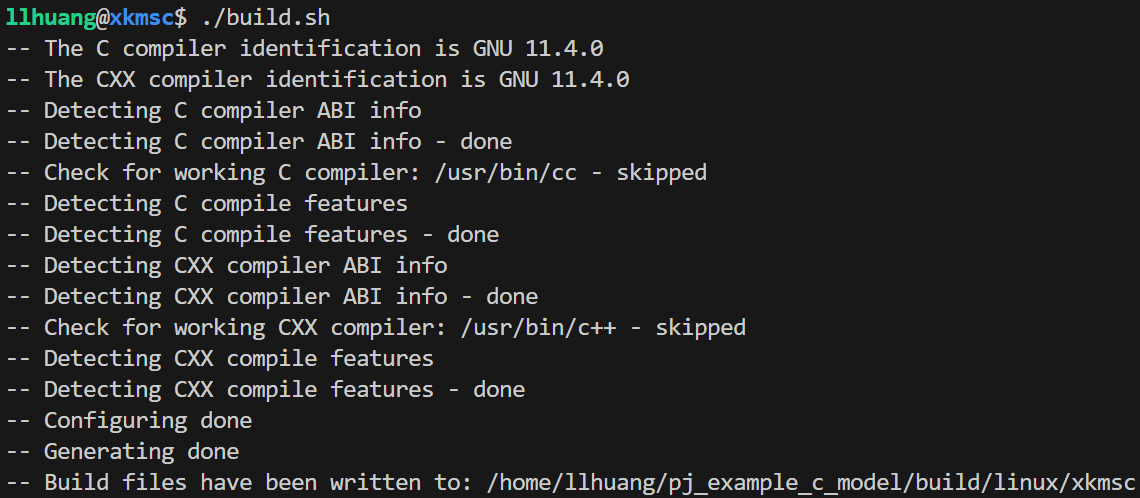 llhuang@xkmsc$ ./build.sh
-- The C compiler identification is GNU 11.4.0
-- The CXX compiler identification is GNU 11.4.0
-- Detecting C compiler ABI info
-- Detecting C compiler ABI info - done
-- Check for working C compiler: /usr/bin/cc - skipped
-- Detecting C compile features
-- Detecting C compile features - done
-- Detecting CXX compiler ABI info
-- Detecting CXX compiler ABI info - done
-- Check for working CXX compiler: /usr/bin/c++ - skipped
-- Detecting CXX compile features
-- Detecting CXX compile features - done
-- Configuring done
-- Generating done
-- Build files have been written to: /home/llhuang/pj_example_c_model/build/linux/xkmsc